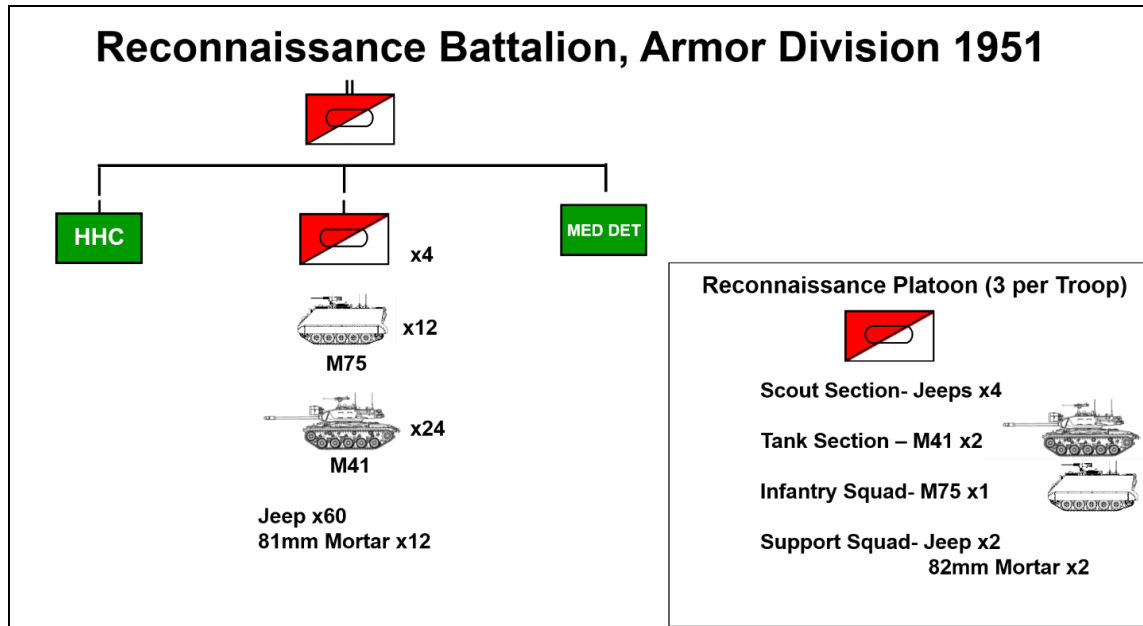 Reconnaissance Battalion, Armor Division 1951
HHC
x4
MED DET
x12
M75
x24
M41
Jeep x60
81mm Mortar x12
Reconnaissance Platoon (3 per Troop)
Scout Section- Jeeps x4
Tank Section – M41 x2
Infantry Squad- M75 x1
Support Squad- Jeep x2
82mm Mortar x2